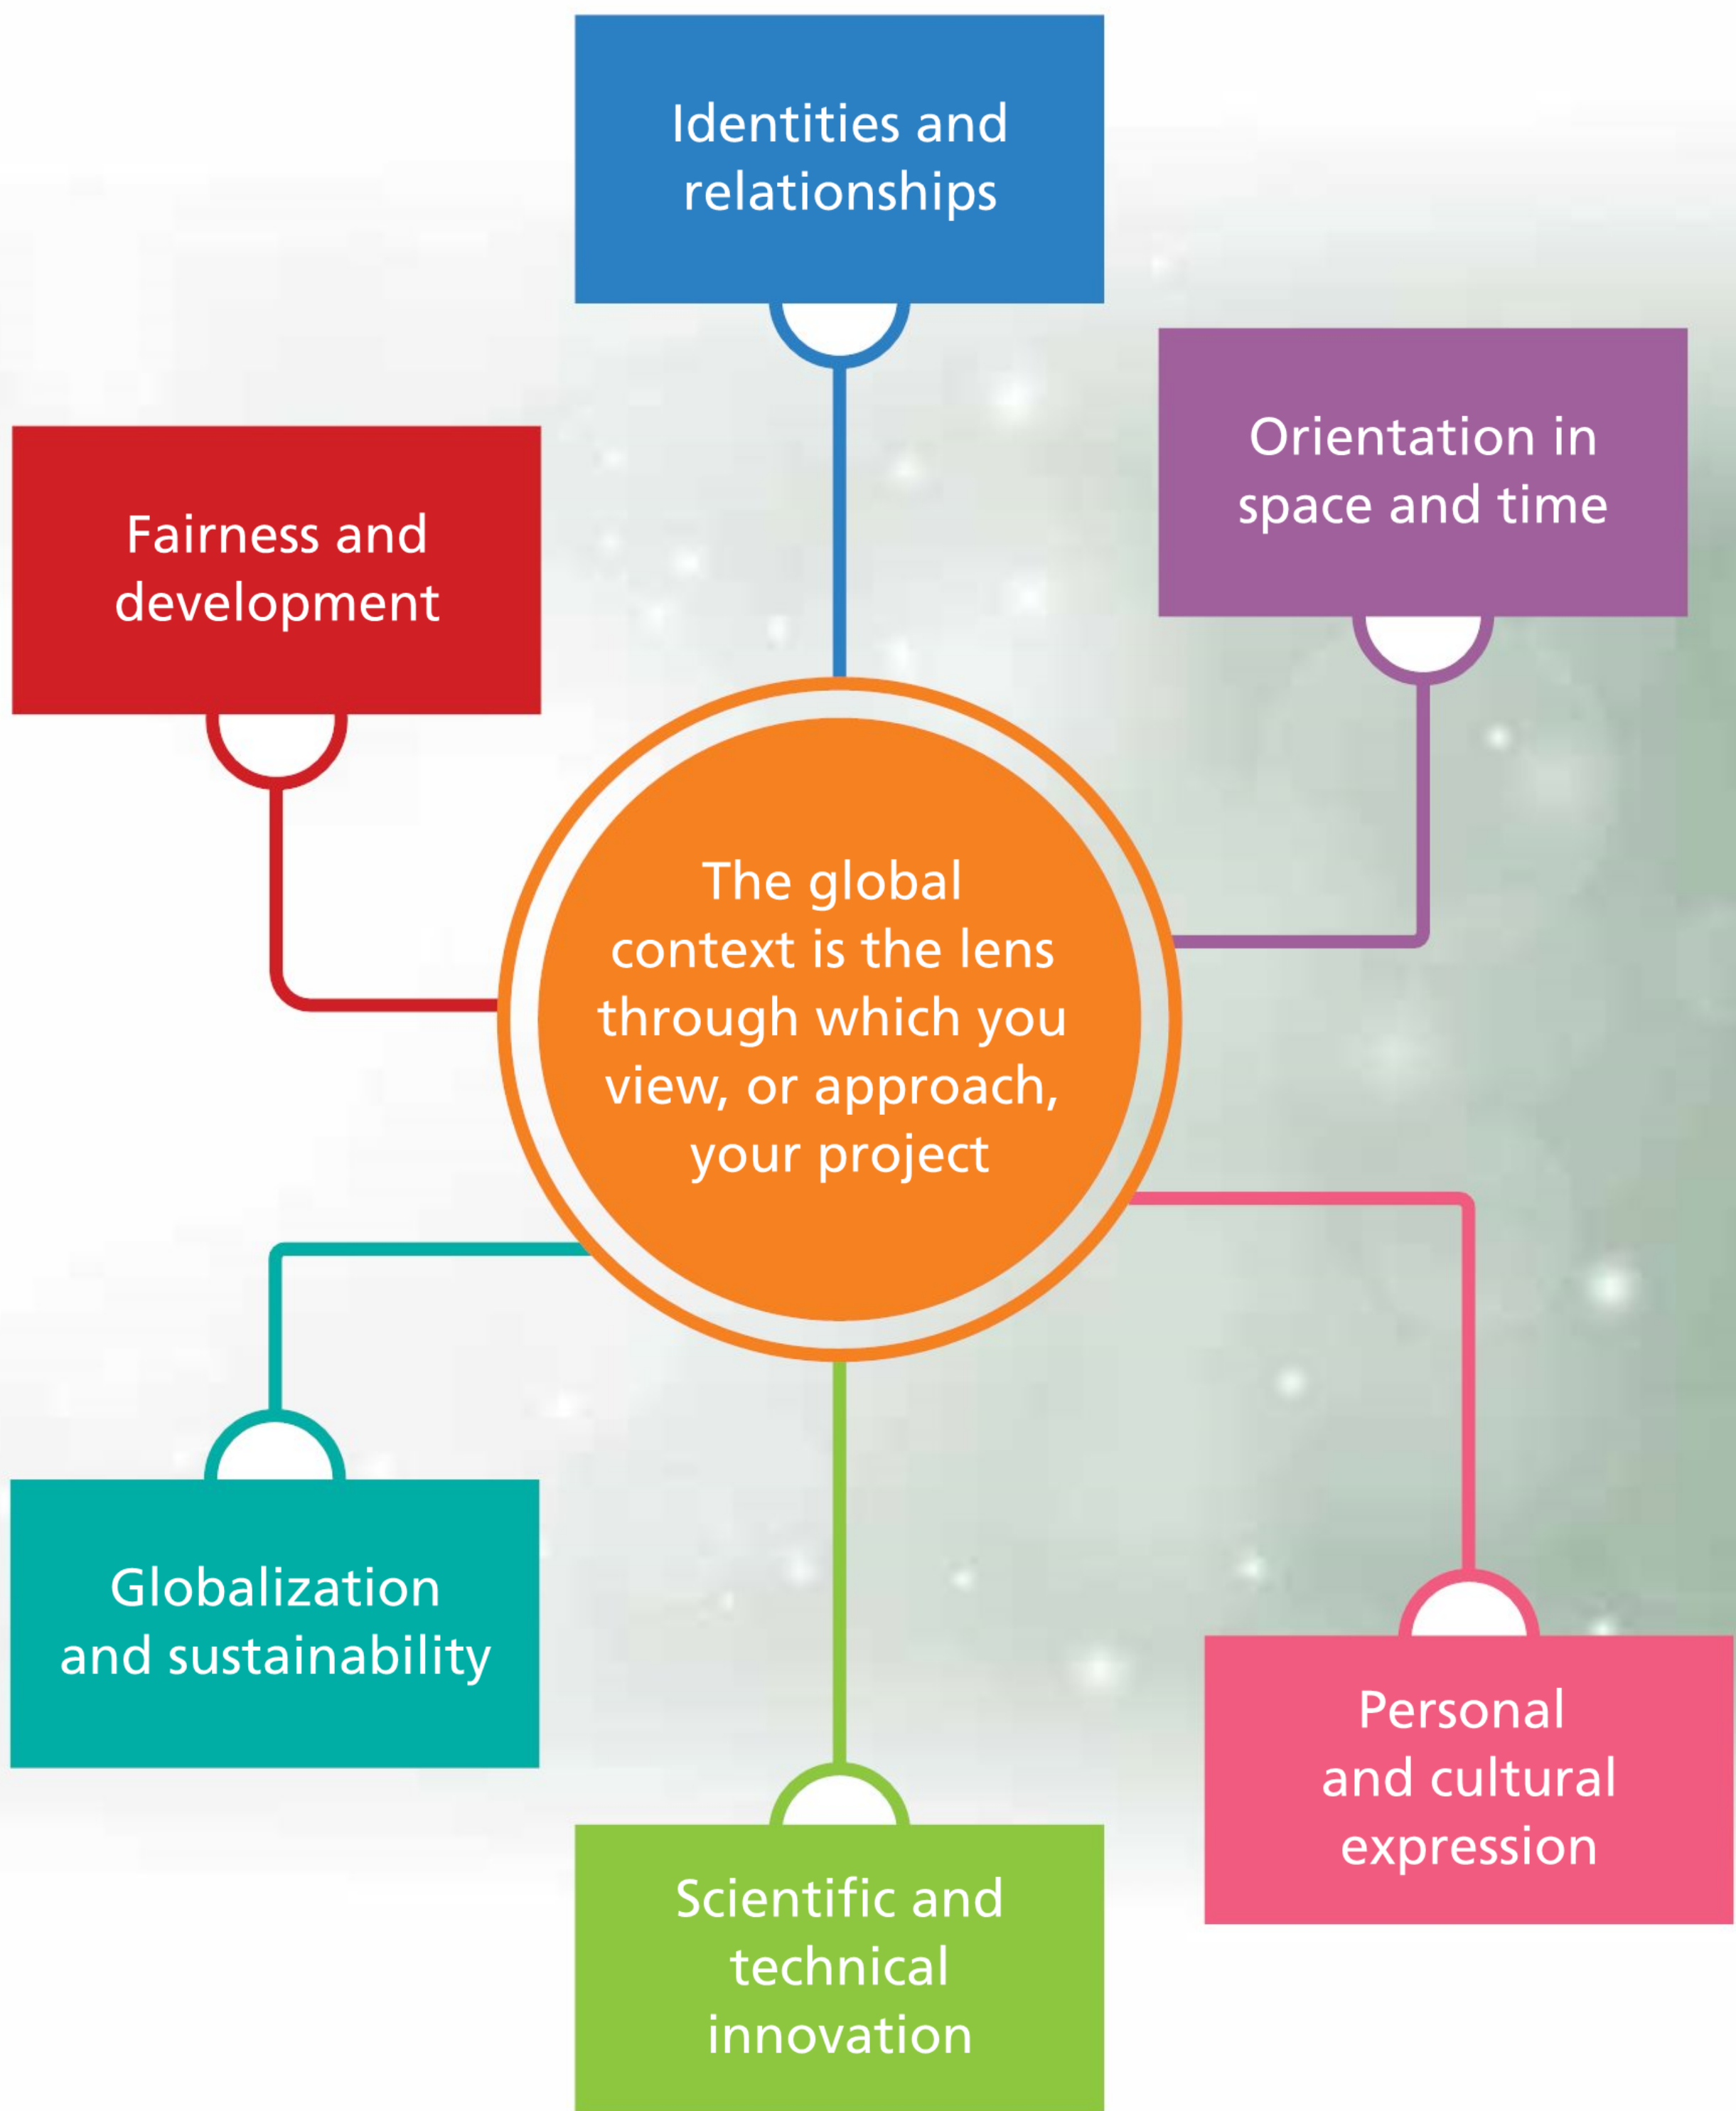 Identities and
relationships
Orientation in
space and time
Fairness and
development
The global
context is the lens
through which you
view, or approach,
your project
Globalization
and sustainability
Personal
and cultural
expression
Scientific and
technical
innovation